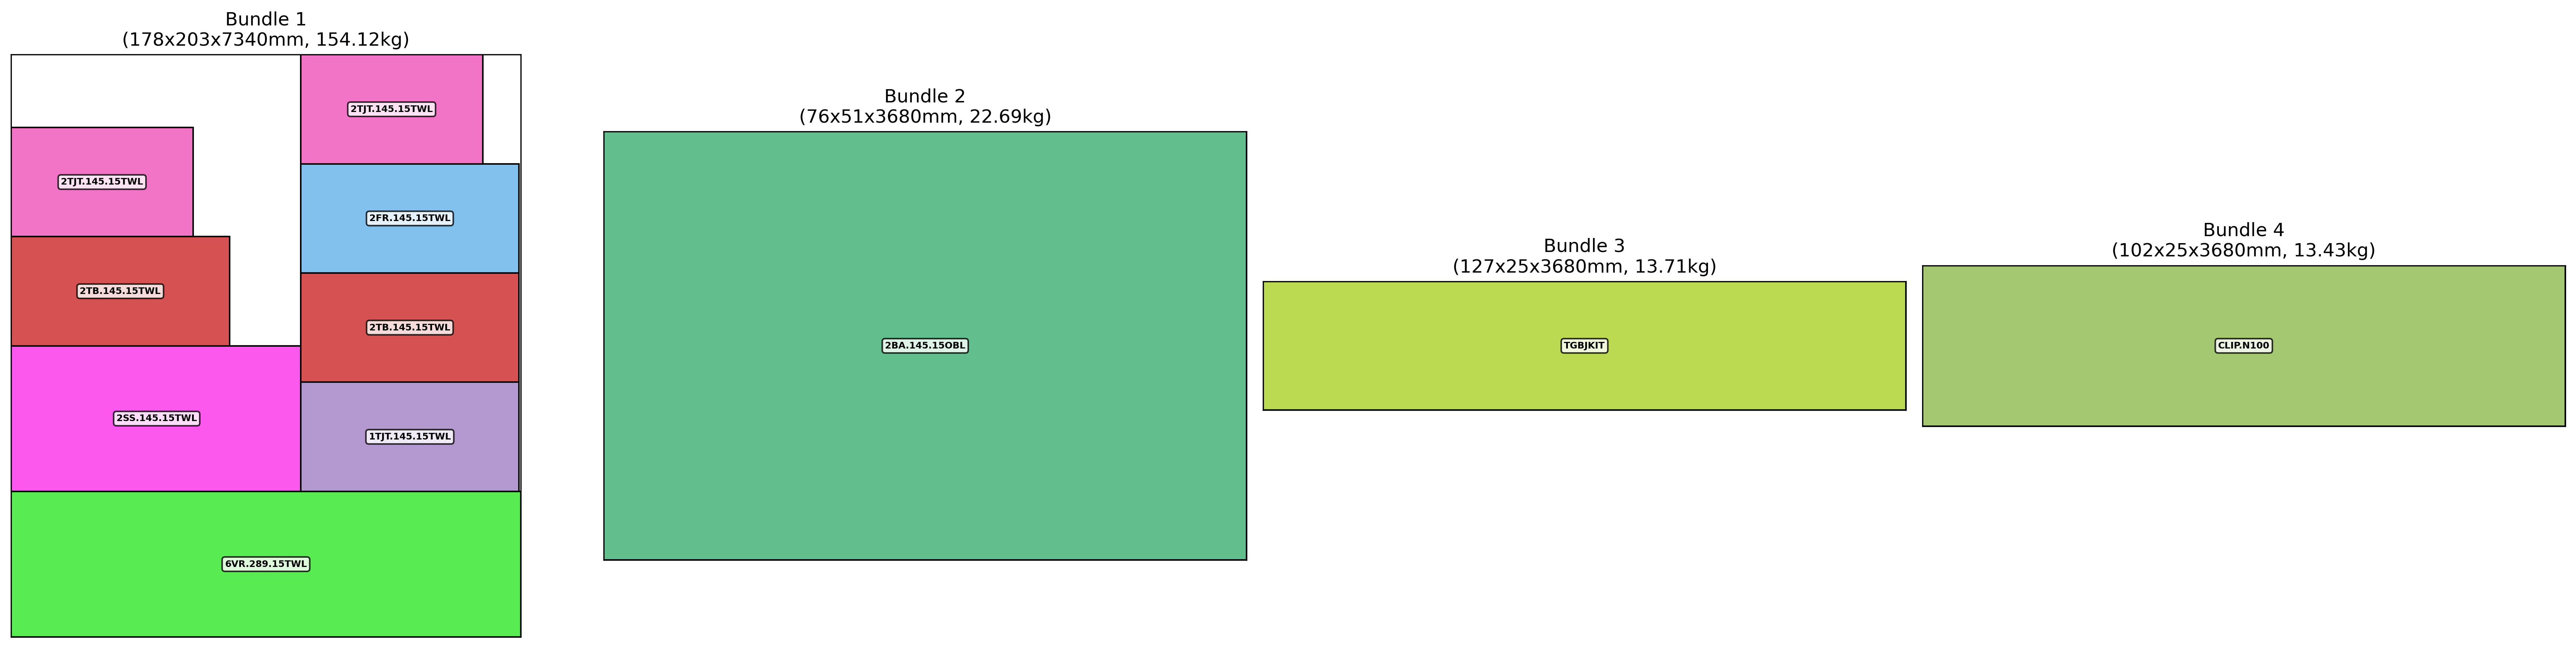 Bundle 1
(178x203x7340mm, 154.12kg)
2TJT.145.15TWL
2TJT.145.15TWL
2FR.145.15TWL
2TB.145.15TWL
2TB.145.15TWL
2SS.145.15TWL
1TJT.145.15TWL
6VR.289.15TWL
Bundle 2
(76x51x3680mm, 22.69kg)
2BA.145.15OBL
Bundle 3
(127x25x3680mm, 13.71kg)
TGBJKIT
Bundle 4
(102x25x3680mm, 13.43kg)
CLIP.N100